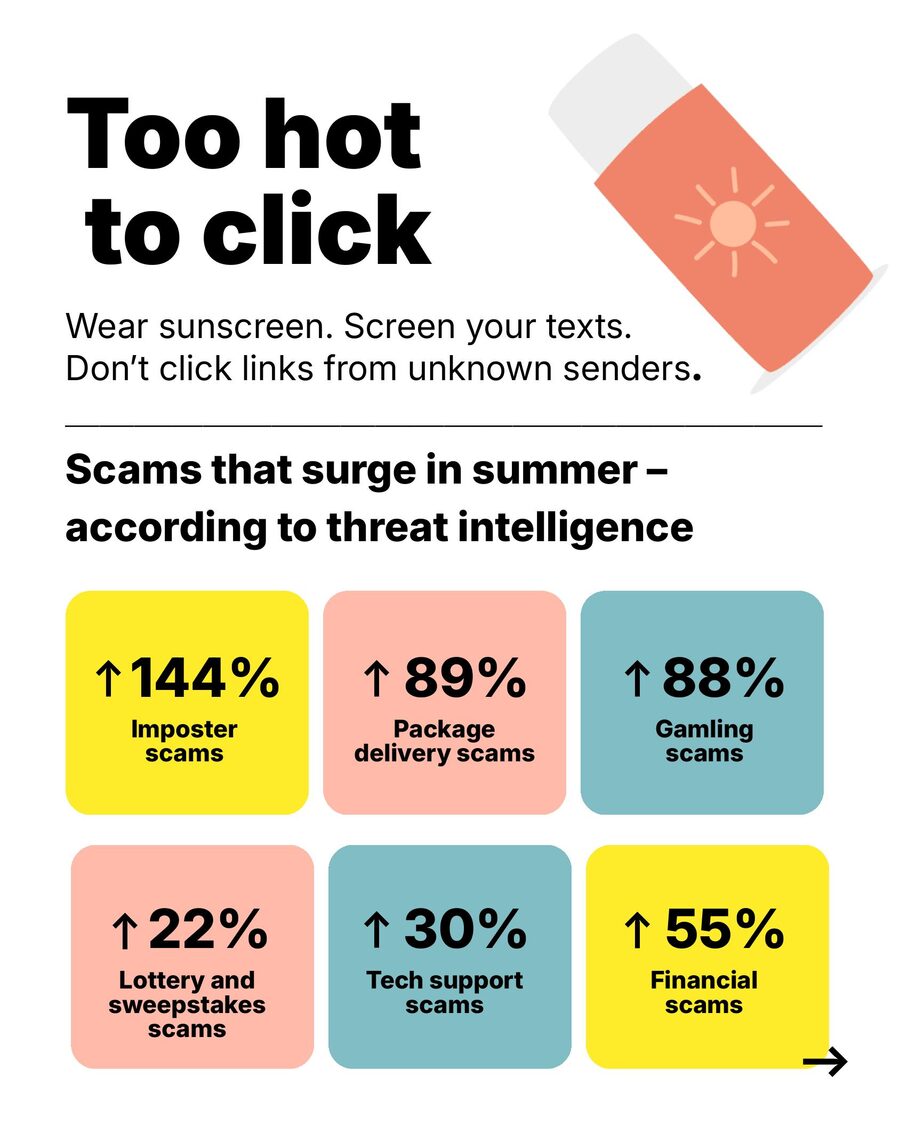 Too hot
to click
Wear sunscreen. Screen your texts.
Don’t click links from unknown senders.
Scams that surge in summer –
according to threat intelligence
↑144%
Imposter
scams
↑ 89%
Package
delivery scams
↑ 88%
Gamling
scams
↑ 22%
Lottery and
sweepstakes
scams
↑ 30%
Tech support
scams
↑ 55%
Financial
scams
→